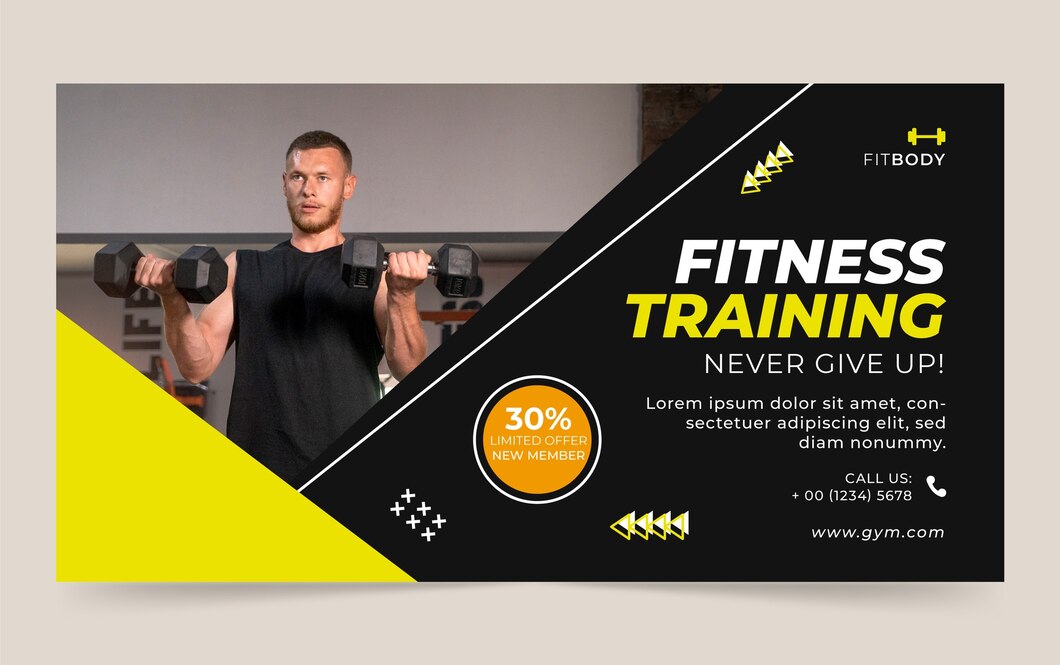 FITBODY
FITNESS
TRAINING
NEVER GIVE UP!
Lorem ipsum dolor sit amet, con-
sectetuer adipiscing elit, sed
diam nonummy.
30%
LIMITED OFFER
NEW MEMBER
CALL US:
+ 00 (1234) 5678
www.gym.com